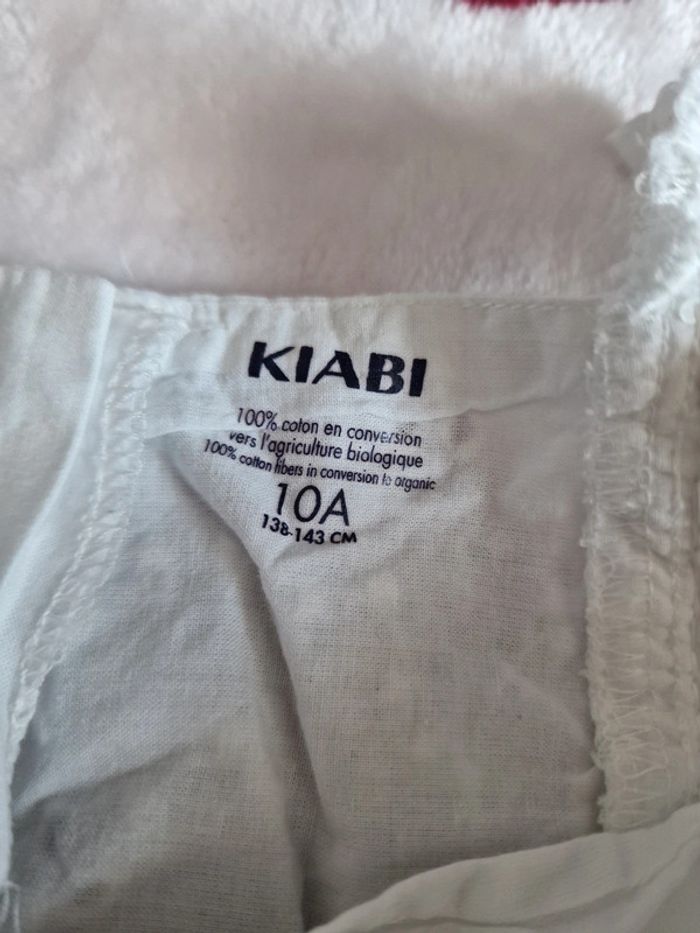 KIABI
100% coton en conversion
vers l'agriculture biologique
100% cotton fibers in conversion to organic
10A
138-143 CM